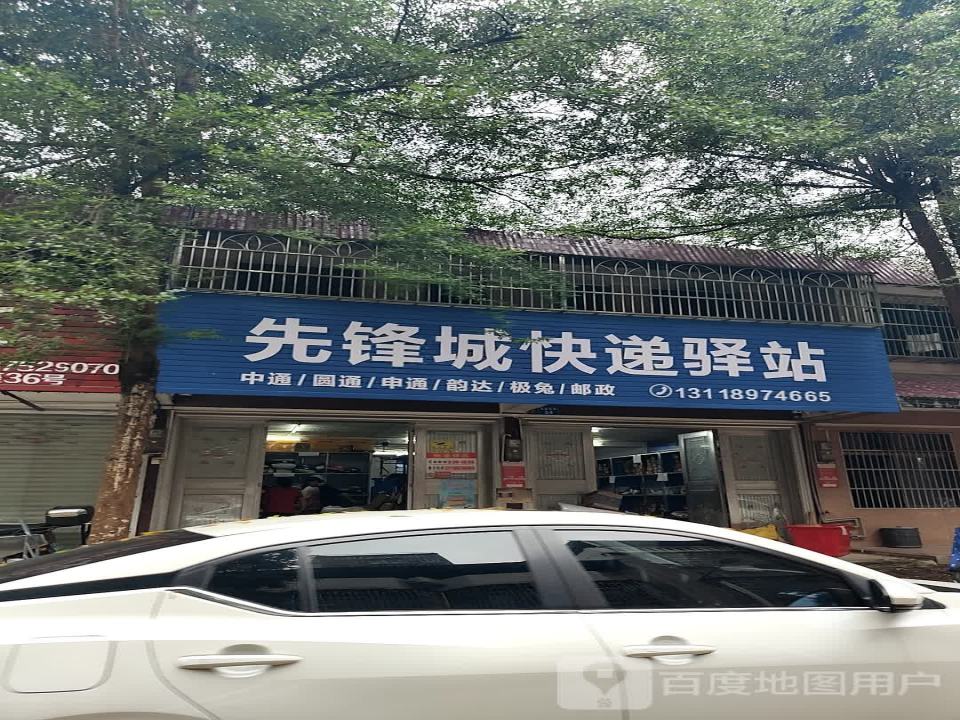 先锋城快递驿站
中通/圆通/申通/韵达/极兔/邮政 13118974665
36号
百度地图用户